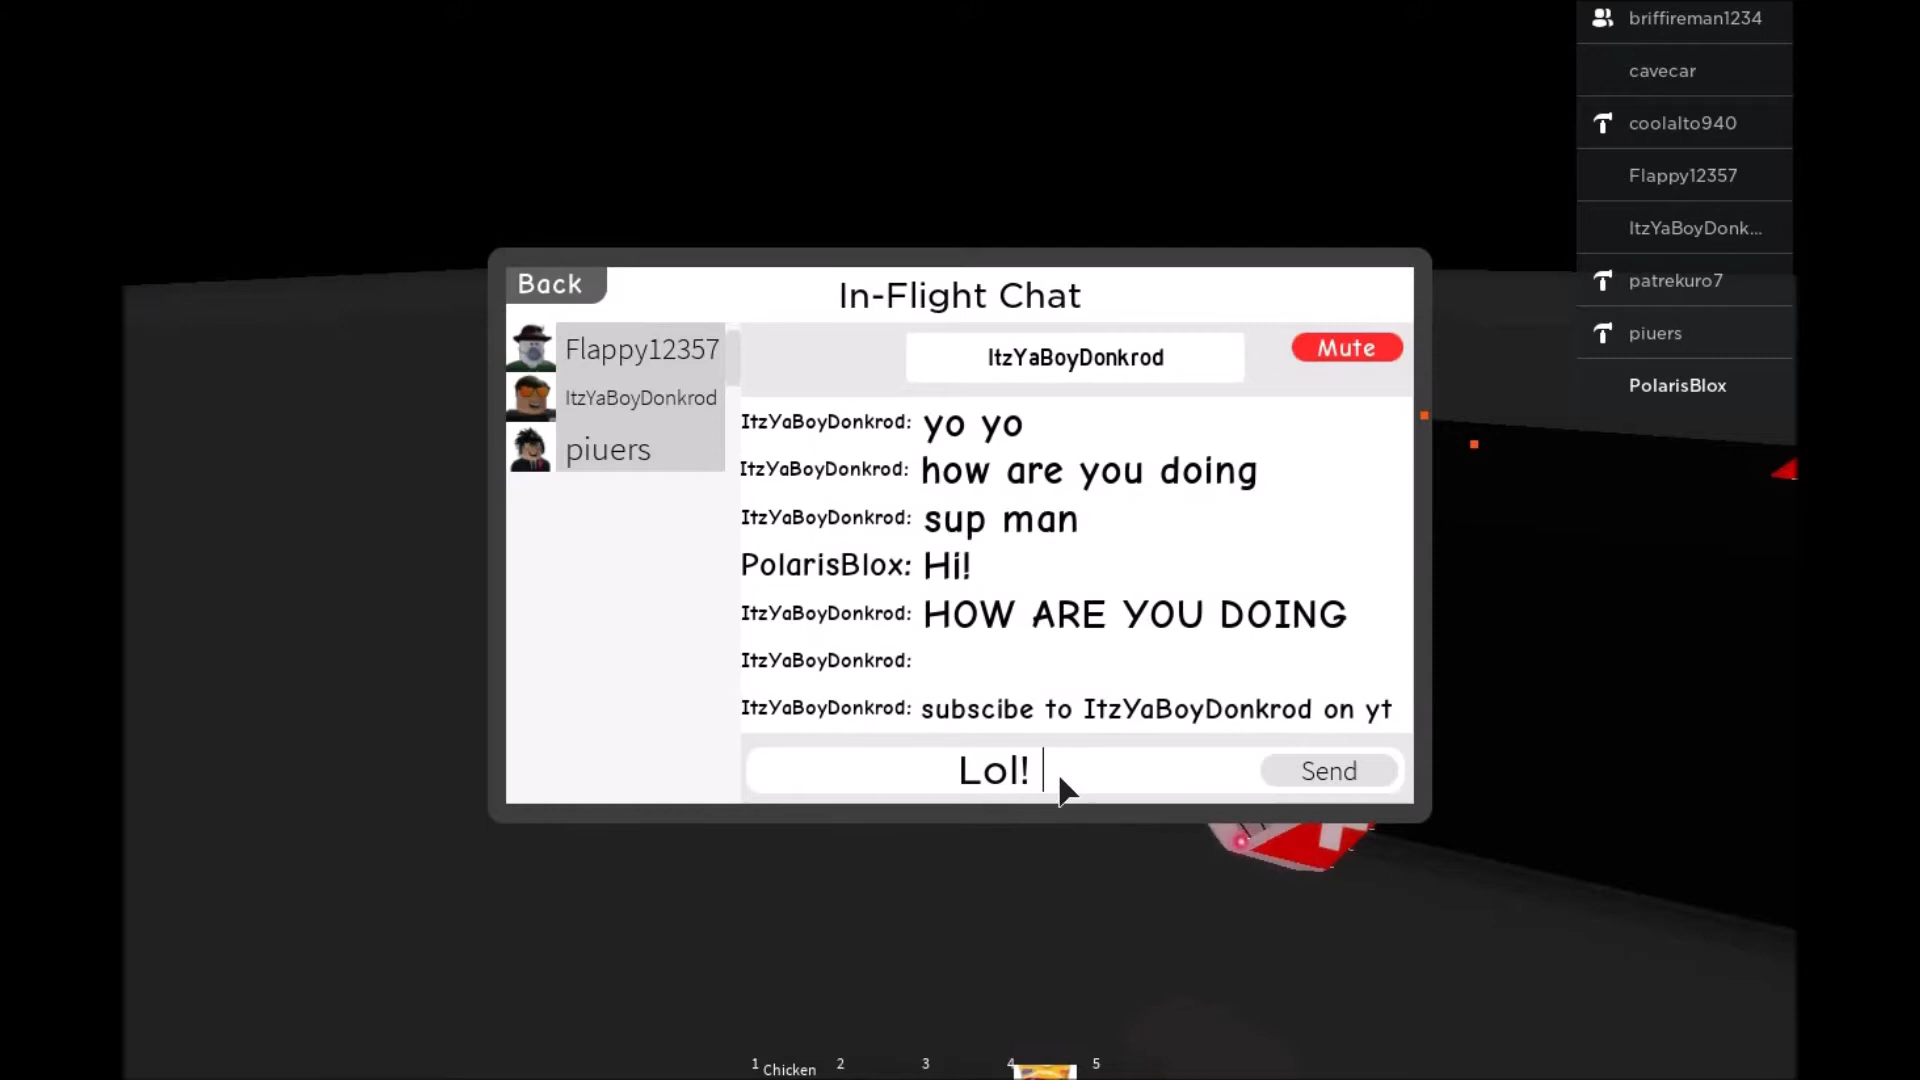 briffireman1234
cavecar
coolalto940
Flappy12357
ItzYaBoyDonk...
patrekuro7
piuers
PolarisBlox
Back
In-Flight Chat
Flappy12357
ItzYaBoyDonkrod
piuers
ItzYaBoyDonkrod
Mute
ItzYaBoyDonkrod: yo yo
ItzYaBoyDonkrod: how are you doing
ItzYaBoyDonkrod: sup man
PolarisBlox: Hi!
ItzYaBoyDonkrod: HOW ARE YOU DOING
ItzYaBoyDonkrod:
ItzYaBoyDonkrod: subscibe to ItzYaBoyDonkrod on yt
Lol!
Send
1 Chicken 2 3 4 5